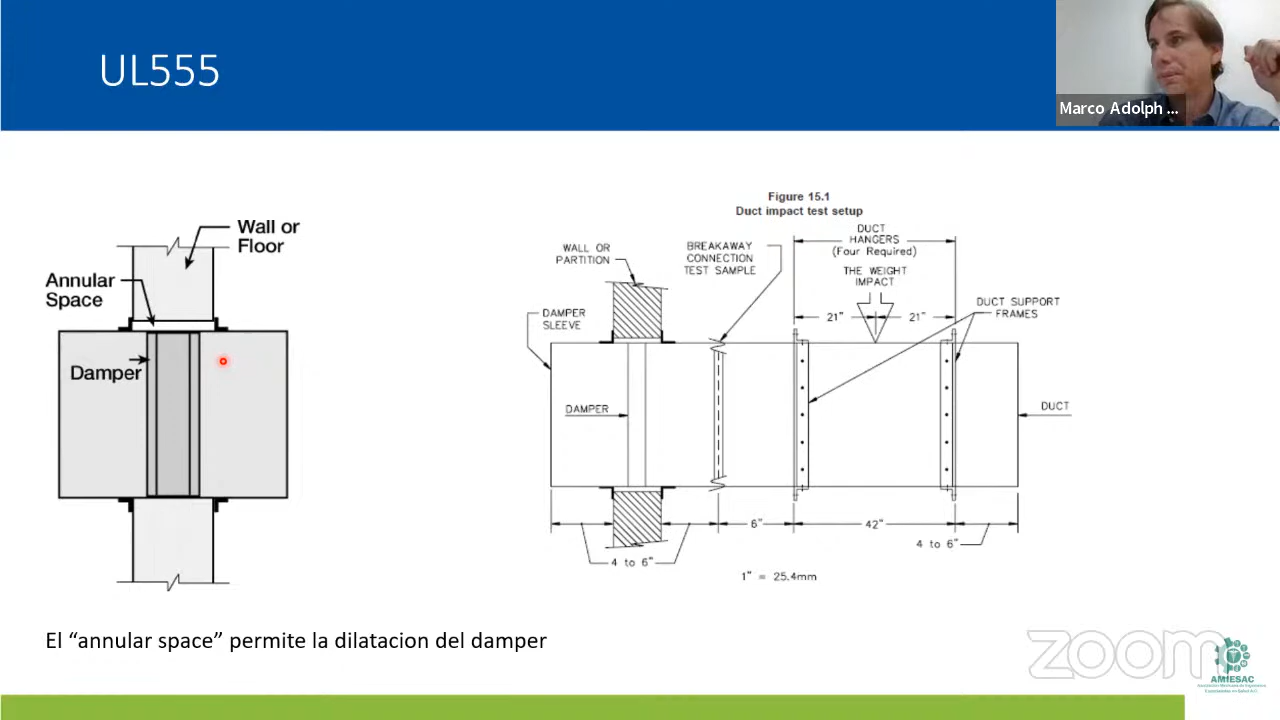 UL555
Marco Adolph ...
Wall or
Floor
Annular
Space
Damper
Figure 15.1
Duct impact test setup
WALL OR
PARTITION
BREAKAWAY
CONNECTION
TEST SAMPLE
DUCT
HANGERS
(Four Required)
THE WEIGHT
IMPACT
DAMPER
SLEEVE
21"
21"
DUCT SUPPORT
FRAMES
DAMPER
DUCT
6"
42"
4 to 6"
4 to 6"
1" = 25.4mm
El “annular space” permite la dilatacion del damper
zoom
AMIESAC